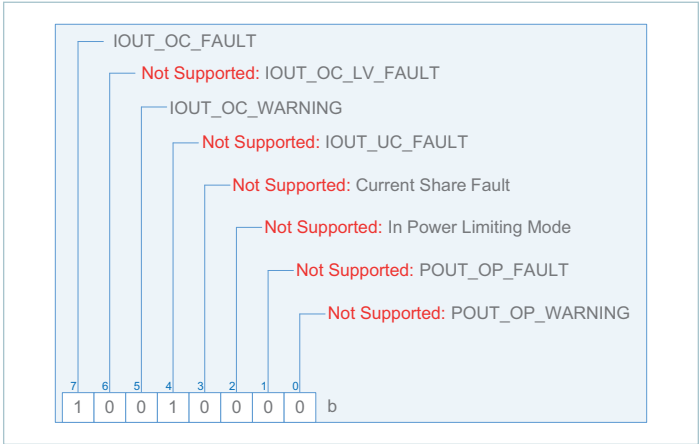 IOUT_OC_FAULT
Not Supported: IOUT_OC_LV_FAULT
IOUT_OC_WARNING
Not Supported: IOUT_UC_FAULT
Not Supported: Current Share Fault
Not Supported: In Power Limiting Mode
Not Supported: POUT_OP_FAULT
Not Supported: POUT_OP_WARNING
7 6 5 4 3 2 1 0
1 0 0 1 0 0 0 0 b